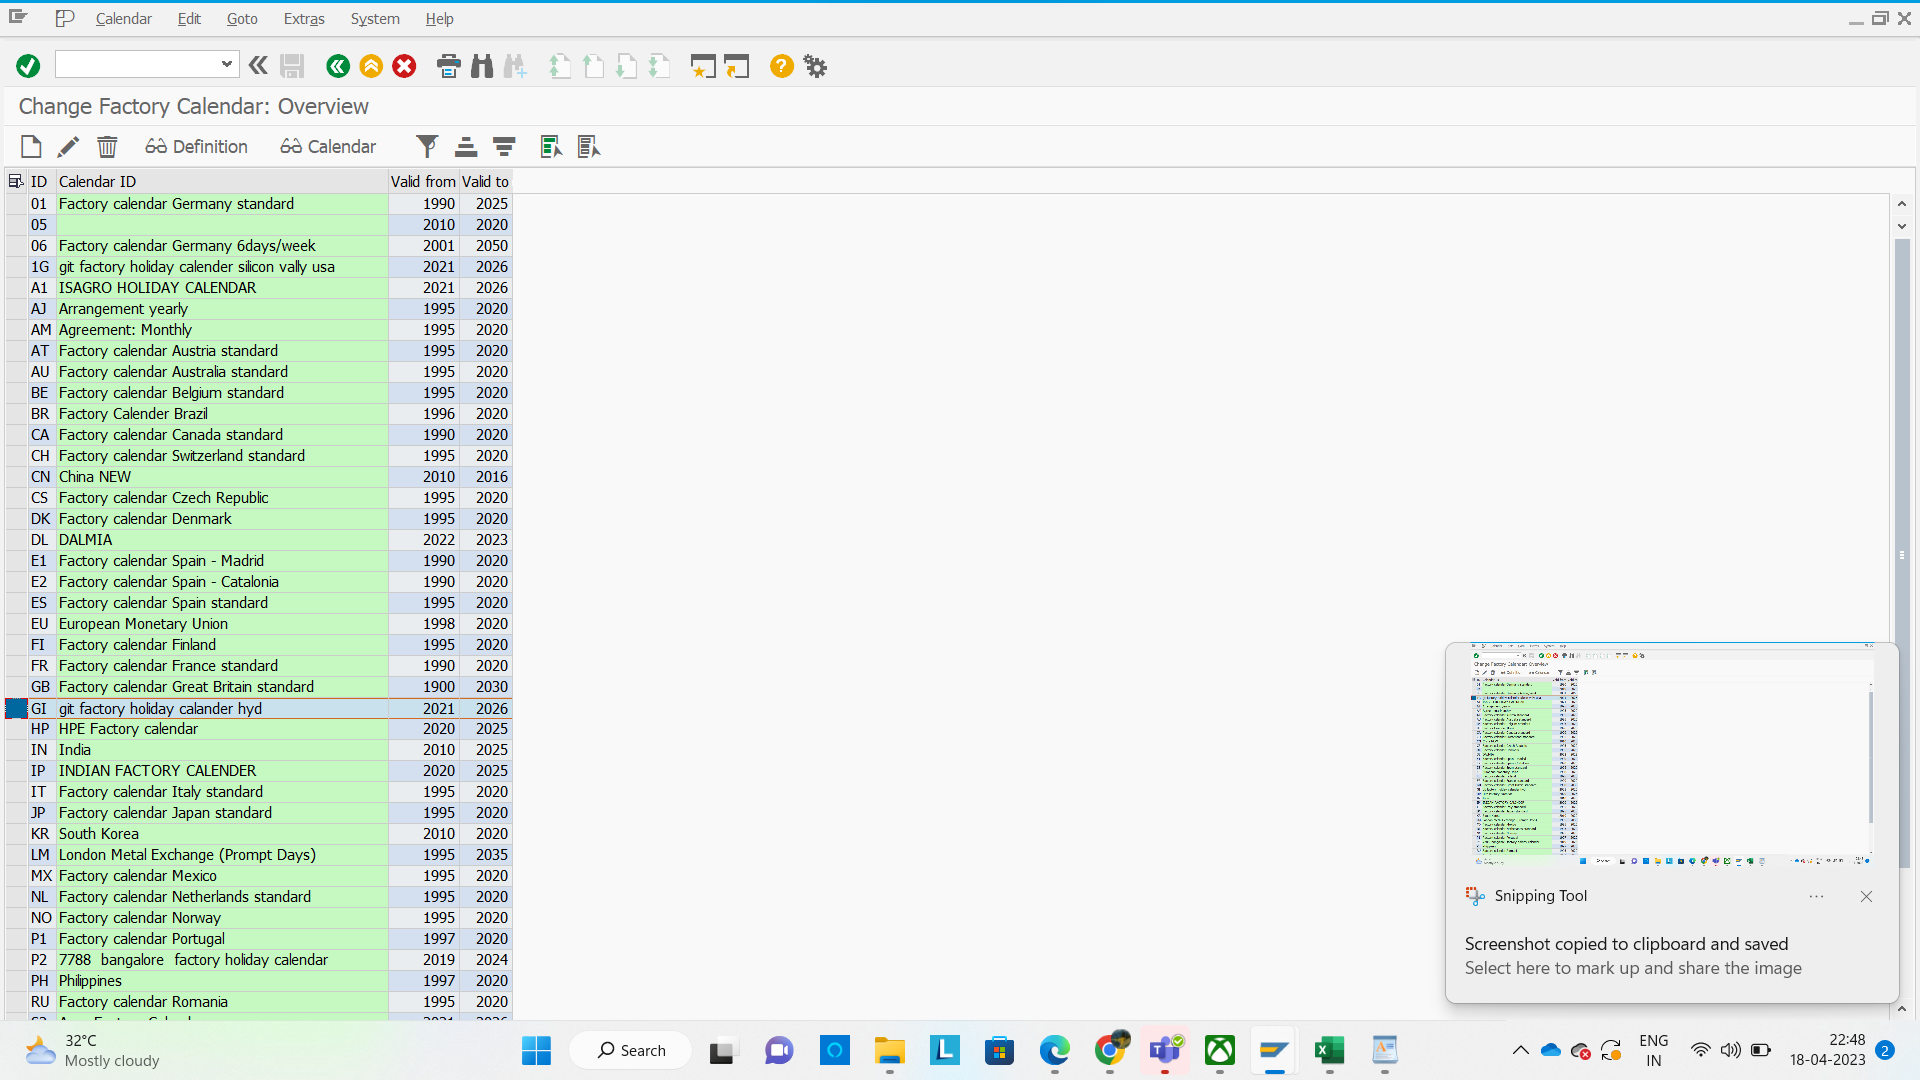 Calendar Edit Goto Extras System Help
Change Factory Calendar: Overview
Definition Calendar
ID Calendar ID Valid from Valid to
01 Factory calendar Germany standard 1990 2025
05 2010 2020
06 Factory calendar Germany 6days/week 2001 2050
1G git factory holiday calender silicon vally usa 2021 2026
A1 ISAGRO HOLIDAY CALENDAR 2021 2026
AJ Arrangement yearly 1995 2020
AM Agreement: Monthly 1995 2020
AT Factory calendar Austria standard 1995 2020
AU Factory calendar Australia standard 1995 2020
BE Factory calendar Belgium standard 1995 2020
BR Factory Calender Brazil 1996 2020
CA Factory calendar Canada standard 1990 2020
CH Factory calendar Switzerland standard 1995 2020
CN China NEW 2010 2016
CS Factory calendar Czech Republic 1995 2020
DK Factory calendar Denmark 1995 2020
DL DALMIA 2022 2023
E1 Factory calendar Spain - Madrid 1990 2020
E2 Factory calendar Spain - Catalonia 1990 2020
ES Factory calendar Spain standard 1995 2020
EU European Monetary Union 1998 2020
FI Factory calendar Finland 1995 2020
FR Factory calendar France standard 1990 2020
GB Factory calendar Great Britain standard 1900 2030
GI git factory holiday calander hyd 2021 2026
HP HPE Factory calendar 2020 2025
IN India 2010 2025
IP INDIAN FACTORY CALENDER 2020 2025
IT Factory calendar Italy standard 1995 2020
JP Factory calendar Japan standard 1995 2020
KR South Korea 2010 2020
LM London Metal Exchange (Prompt Days) 1995 2035
MX Factory calendar Mexico 1995 2020
NL Factory calendar Netherlands standard 1995 2020
NO Factory calendar Norway 1995 2020
P1 Factory calendar Portugal 1997 2020
P2 7788 bangalore factory holiday calendar 2019 2024
PH Philippines 1997 2020
RU Factory calendar Romania 1995 2020
Snipping Tool
Screenshot copied to clipboard and saved
Select here to mark up and share the image
32°C
Mostly cloudy
Search
ENG
IN
22:48
18-04-2023
2